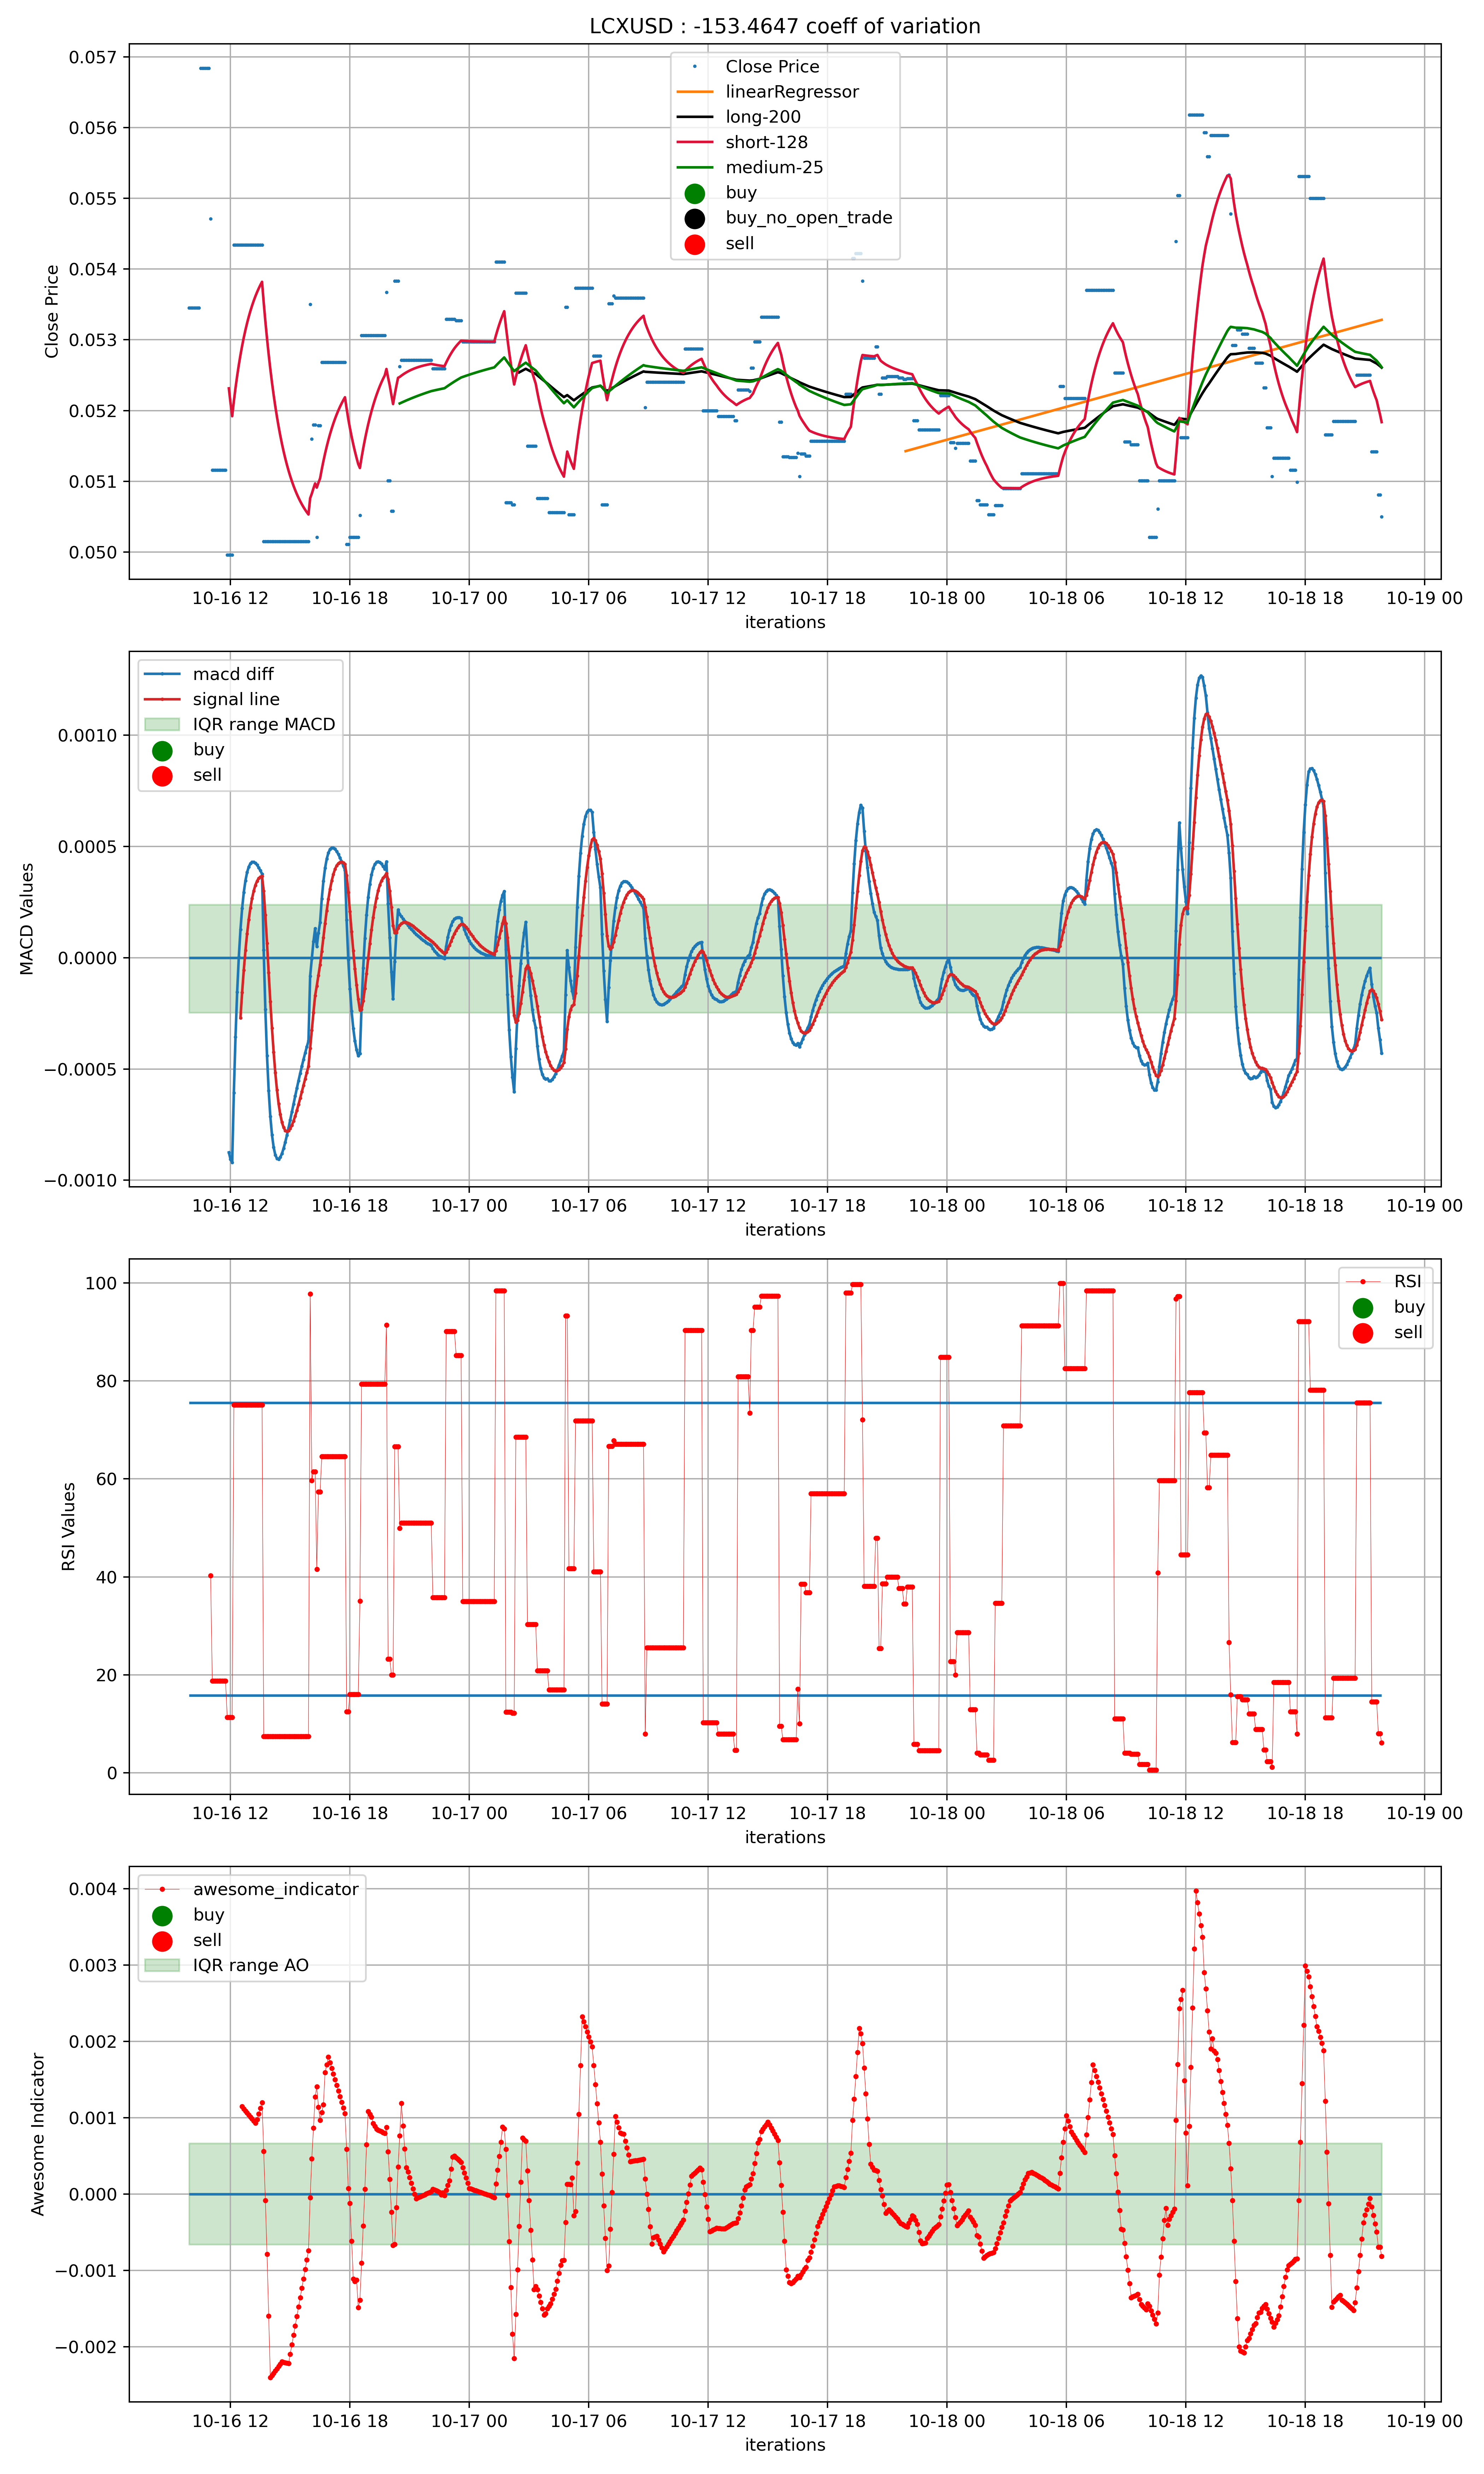 LCXUSD : -153.4647 coeff of variation
Close Price
linearRegressor
long-200
short-128
medium-25
buy
buy_no_open_trade
sell
0.057
0.056
0.055
0.054
0.053
0.052
0.051
0.050
Close Price
10-16 12 10-16 18 10-17 00 10-17 06 10-17 12 10-17 18 10-18 00 10-18 06 10-18 12 10-18 18 10-19 00
iterations
macd diff
signal line
IQR range MACD
buy
sell
0.0010
0.0005
0.0000
−0.0005
−0.0010
MACD Values
10-16 12 10-16 18 10-17 00 10-17 06 10-17 12 10-17 18 10-18 00 10-18 06 10-18 12 10-18 18 10-19 00
iterations
RSI
buy
sell
100
80
60
40
20
0
RSI Values
10-16 12 10-16 18 10-17 00 10-17 06 10-17 12 10-17 18 10-18 00 10-18 06 10-18 12 10-18 18 10-19 00
iterations
awesome_indicator
buy
sell
IQR range AO
0.004
0.003
0.002
0.001
0.000
−0.001
−0.002
Awesome Indicator
10-16 12 10-16 18 10-17 00 10-17 06 10-17 12 10-17 18 10-18 00 10-18 06 10-18 12 10-18 18 10-19 00
iterations